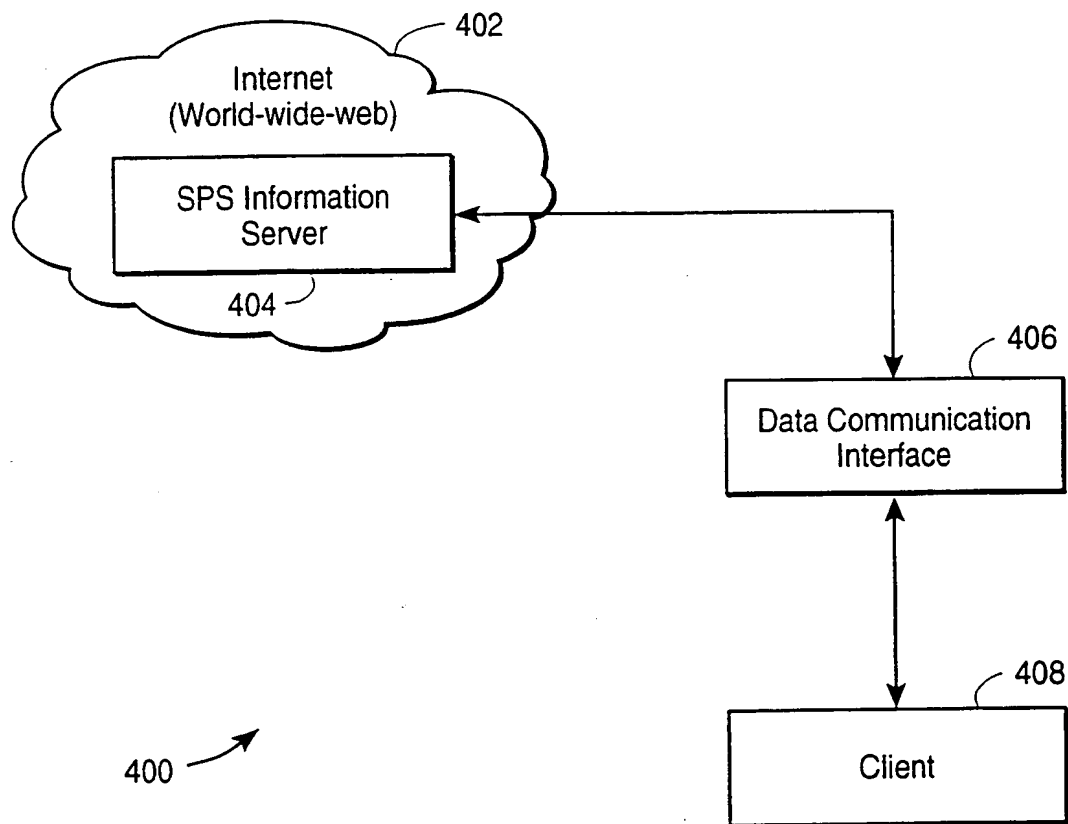 402
Internet
(World-wide-web)
SPS Information
Server
404
406
Data Communication
Interface
408
Client
400